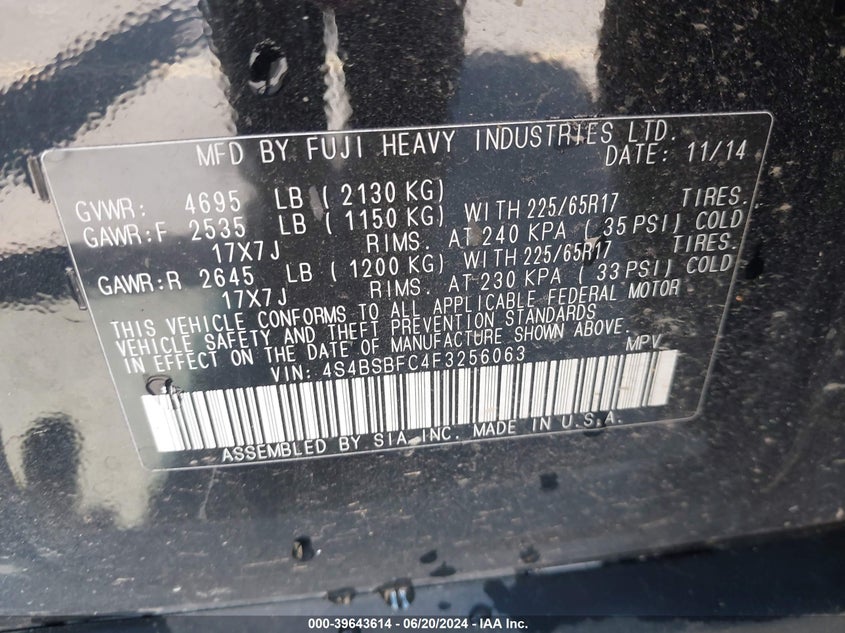 MFD BY FUJI HEAVY INDUSTRIES LTD.
DATE: 11/14
GVWR: 4695 LB ( 2130 KG)
GAWR:F 2535 LB ( 1150 KG) WITH 225/65R17 TIRES.
17X7J RIMS. AT 240 KPA ( 35 PSI) COLD
GAWR:R 2645 LB ( 1200 KG) WITH 225/65R17 TIRES.
17X7J RIMS. AT 230 KPA ( 33 PSI) COLD
THIS VEHICLE CONFORMS TO ALL APPLICABLE FEDERAL MOTOR
VEHICLE SAFETY AND THEFT PREVENTION STANDARDS
IN EFFECT ON THE DATE OF MANUFACTURE SHOWN ABOVE.
VIN: 4S4BSBFC4F3256063 MPV
ASSEMBLED BY SIA, INC. MADE IN U.S.A.
000-39643614 - 06/20/2024 - IAA Inc.